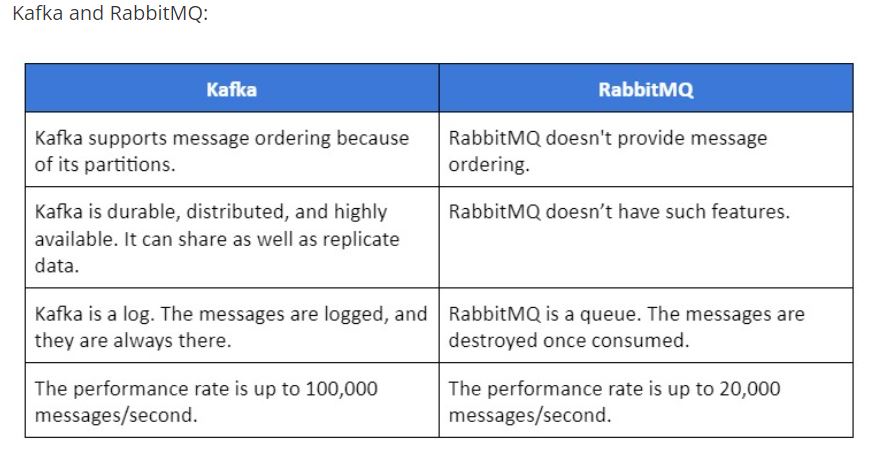 Kafka and RabbitMQ:
Kafka
RabbitMQ
Kafka supports message ordering because
of its partitions.
RabbitMQ doesn't provide message
ordering.
Kafka is durable, distributed, and highly
available. It can share as well as replicate
data.
RabbitMQ doesn’t have such features.
Kafka is a log. The messages are logged, and
they are always there.
RabbitMQ is a queue. The messages are
destroyed once consumed.
The performance rate is up to 100,000
messages/second.
The performance rate is up to 20,000
messages/second.